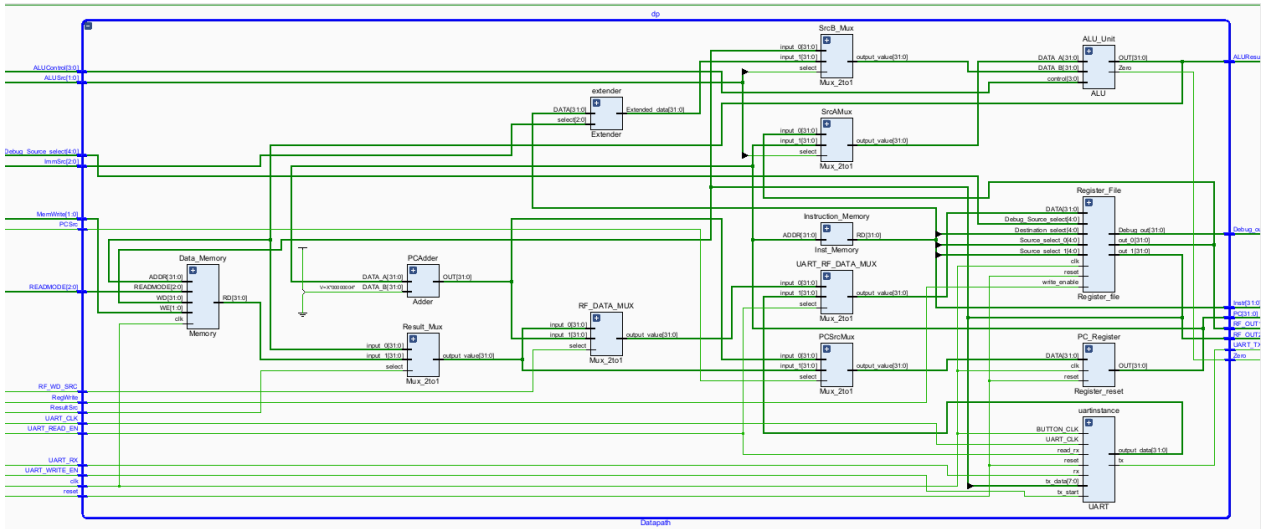 dp
SrcB_Mux
input_0[31:0]
input_1[31:0]
select
output_value[31:0]
Mux_2to1
ALU_Unit
DATA_A[31:0]
DATA_B[31:0]
control[3:0]
OUT[31:0]
Zero
ALU
ALUControl[3:0]
ALUSrc[1:0]
extender
DATA[31:0]
select[2:0]
Extended_data[31:0]
Extender
SrcAMux
input_0[31:0]
input_1[31:0]
select
output_value[31:0]
Mux_2to1
Debug_Source_select[4:0]
ImmSrc[2:0]
Register_File
DATA[31:0]
Debug_Source_select[4:0]
Destination_select[4:0]
Source_select_0[4:0]
Source_select_1[4:0]
clk
reset
write_enable
Debug_out[31:0]
out_0[31:0]
out_1[31:0]
Register_file
MemWrite[1:0]
PCSrc
Instruction_Memory
ADDR[31:0]
RD[31:0]
Inst_Memory
Data_Memory
ADDR[31:0]
READMODE[2:0]
WD[31:0]
WE[1:0]
clk
RD[31:0]
Memory
PCAdder
DATA_A[31:0]
DATA_B[31:0]
OUT[31:0]
Adder
UART_RF_DATA_MUX
input_0[31:0]
input_1[31:0]
select
output_value[31:0]
Mux_2to1
READMODE[2:0]
RF_DATA_MUX
input_0[31:0]
input_1[31:0]
select
output_value[31:0]
Mux_2to1
Result_Mux
input_0[31:0]
input_1[31:0]
select
output_value[31:0]
Mux_2to1
PCSrcMux
input_0[31:0]
input_1[31:0]
select
output_value[31:0]
Mux_2to1
PC_Register
DATA[31:0]
clk
reset
OUT[31:0]
Register_reset
Instr[31:0]
PC[31:0]
UART_TX
Zero
RF_WD_SRC
RegWrite
ResultSrc
UART_CLK
UART_READ_EN
uartinstance
BUTTON_CLK
UART_CLK
read_rx
reset
rx
tx_data[7:0]
tx_start
output_data[31:0]
tx
UART
UART_RX
UART_WRITE_EN
clk
reset
Datapath